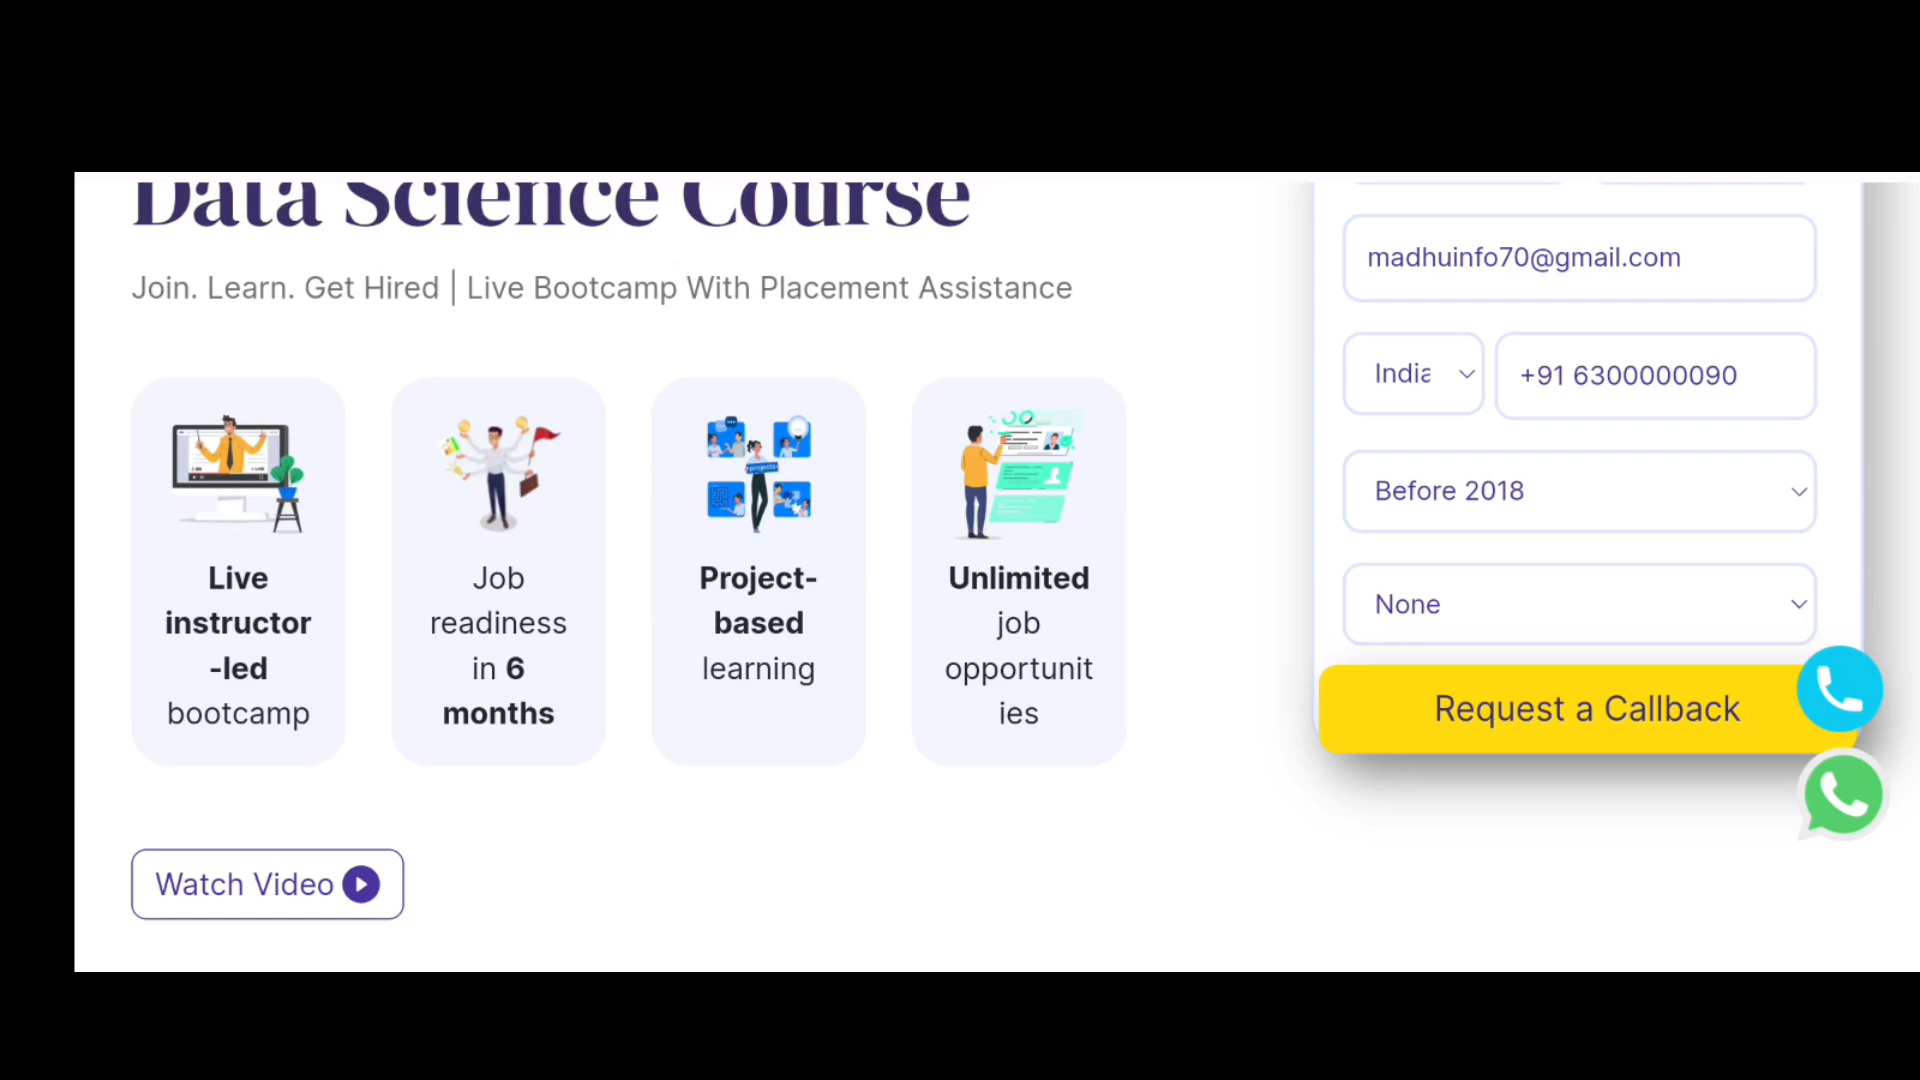 Data Science Course
Join. Learn. Get Hired | Live Bootcamp With Placement Assistance
Live
instructor
-led
bootcamp
Job
readiness
in 6
months
Project-
based
learning
Unlimited
job
opportunit
ies
Watch Video
madhuinfo70@gmail.com
India
+91 6300000090
Before 2018
None
Request a Callback